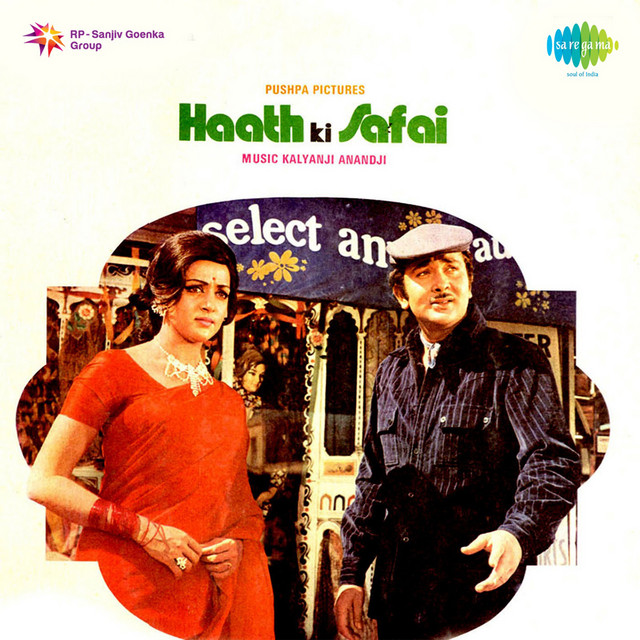 RP - Sanjiv Goenka
Group
sa re ga ma
soul of India
PUSHPA PICTURES
Haath ki Safai
MUSIC KALYANJI ANANDJI
select an